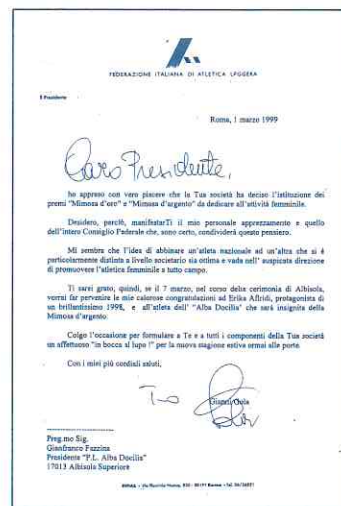 FEDERAZIONE ITALIANA DI ATLETICA LEGGERA
Il Presidente
Roma, 1 marzo 1999
Caro Presidente,
ho appreso con vero piacere che la Tua società ha deciso l'istituzione dei
premi "Mimosa d'oro" e "Mimosa d'argento" da dedicare all'attività femminile.
Desidero, perciò, manifestarTi il mio personale apprezzamento e quello
dell'intero Consiglio Federale che, sono certo, condividerà questo pensiero.
Mi sembra che l'idea di abbinare un'atleta nazionale ad un'altra che si è
particolarmente distinta a livello societario sia ottima e vada nell' auspicata direzione
di promuovere l'atletica femminile a tutto campo.
Ti sarei grato, quindi, se il 7 marzo, nel corso della cerimonia di Albisola,
vorrai far pervenire le mie calorose congratulazioni ad Erika Alfridi, protagonista di
un brillantissimo 1998, e all'atleta dell' "Alba Docilis" che sarà insignita della
Mimosa d'argento.
Colgo l'occasione per formulare a Te e a tutti i componenti della Tua società
un affettuoso "in bocca al lupo !" per la nuova stagione estiva ormai alle porte.
Con i miei più cordiali saluti,
Tuo
Gianni Gola
Preg.mo Sig.
Gianfranco Fazzina
Presidente "P.L. Alba Docilis"
17013 Albisola Superiore